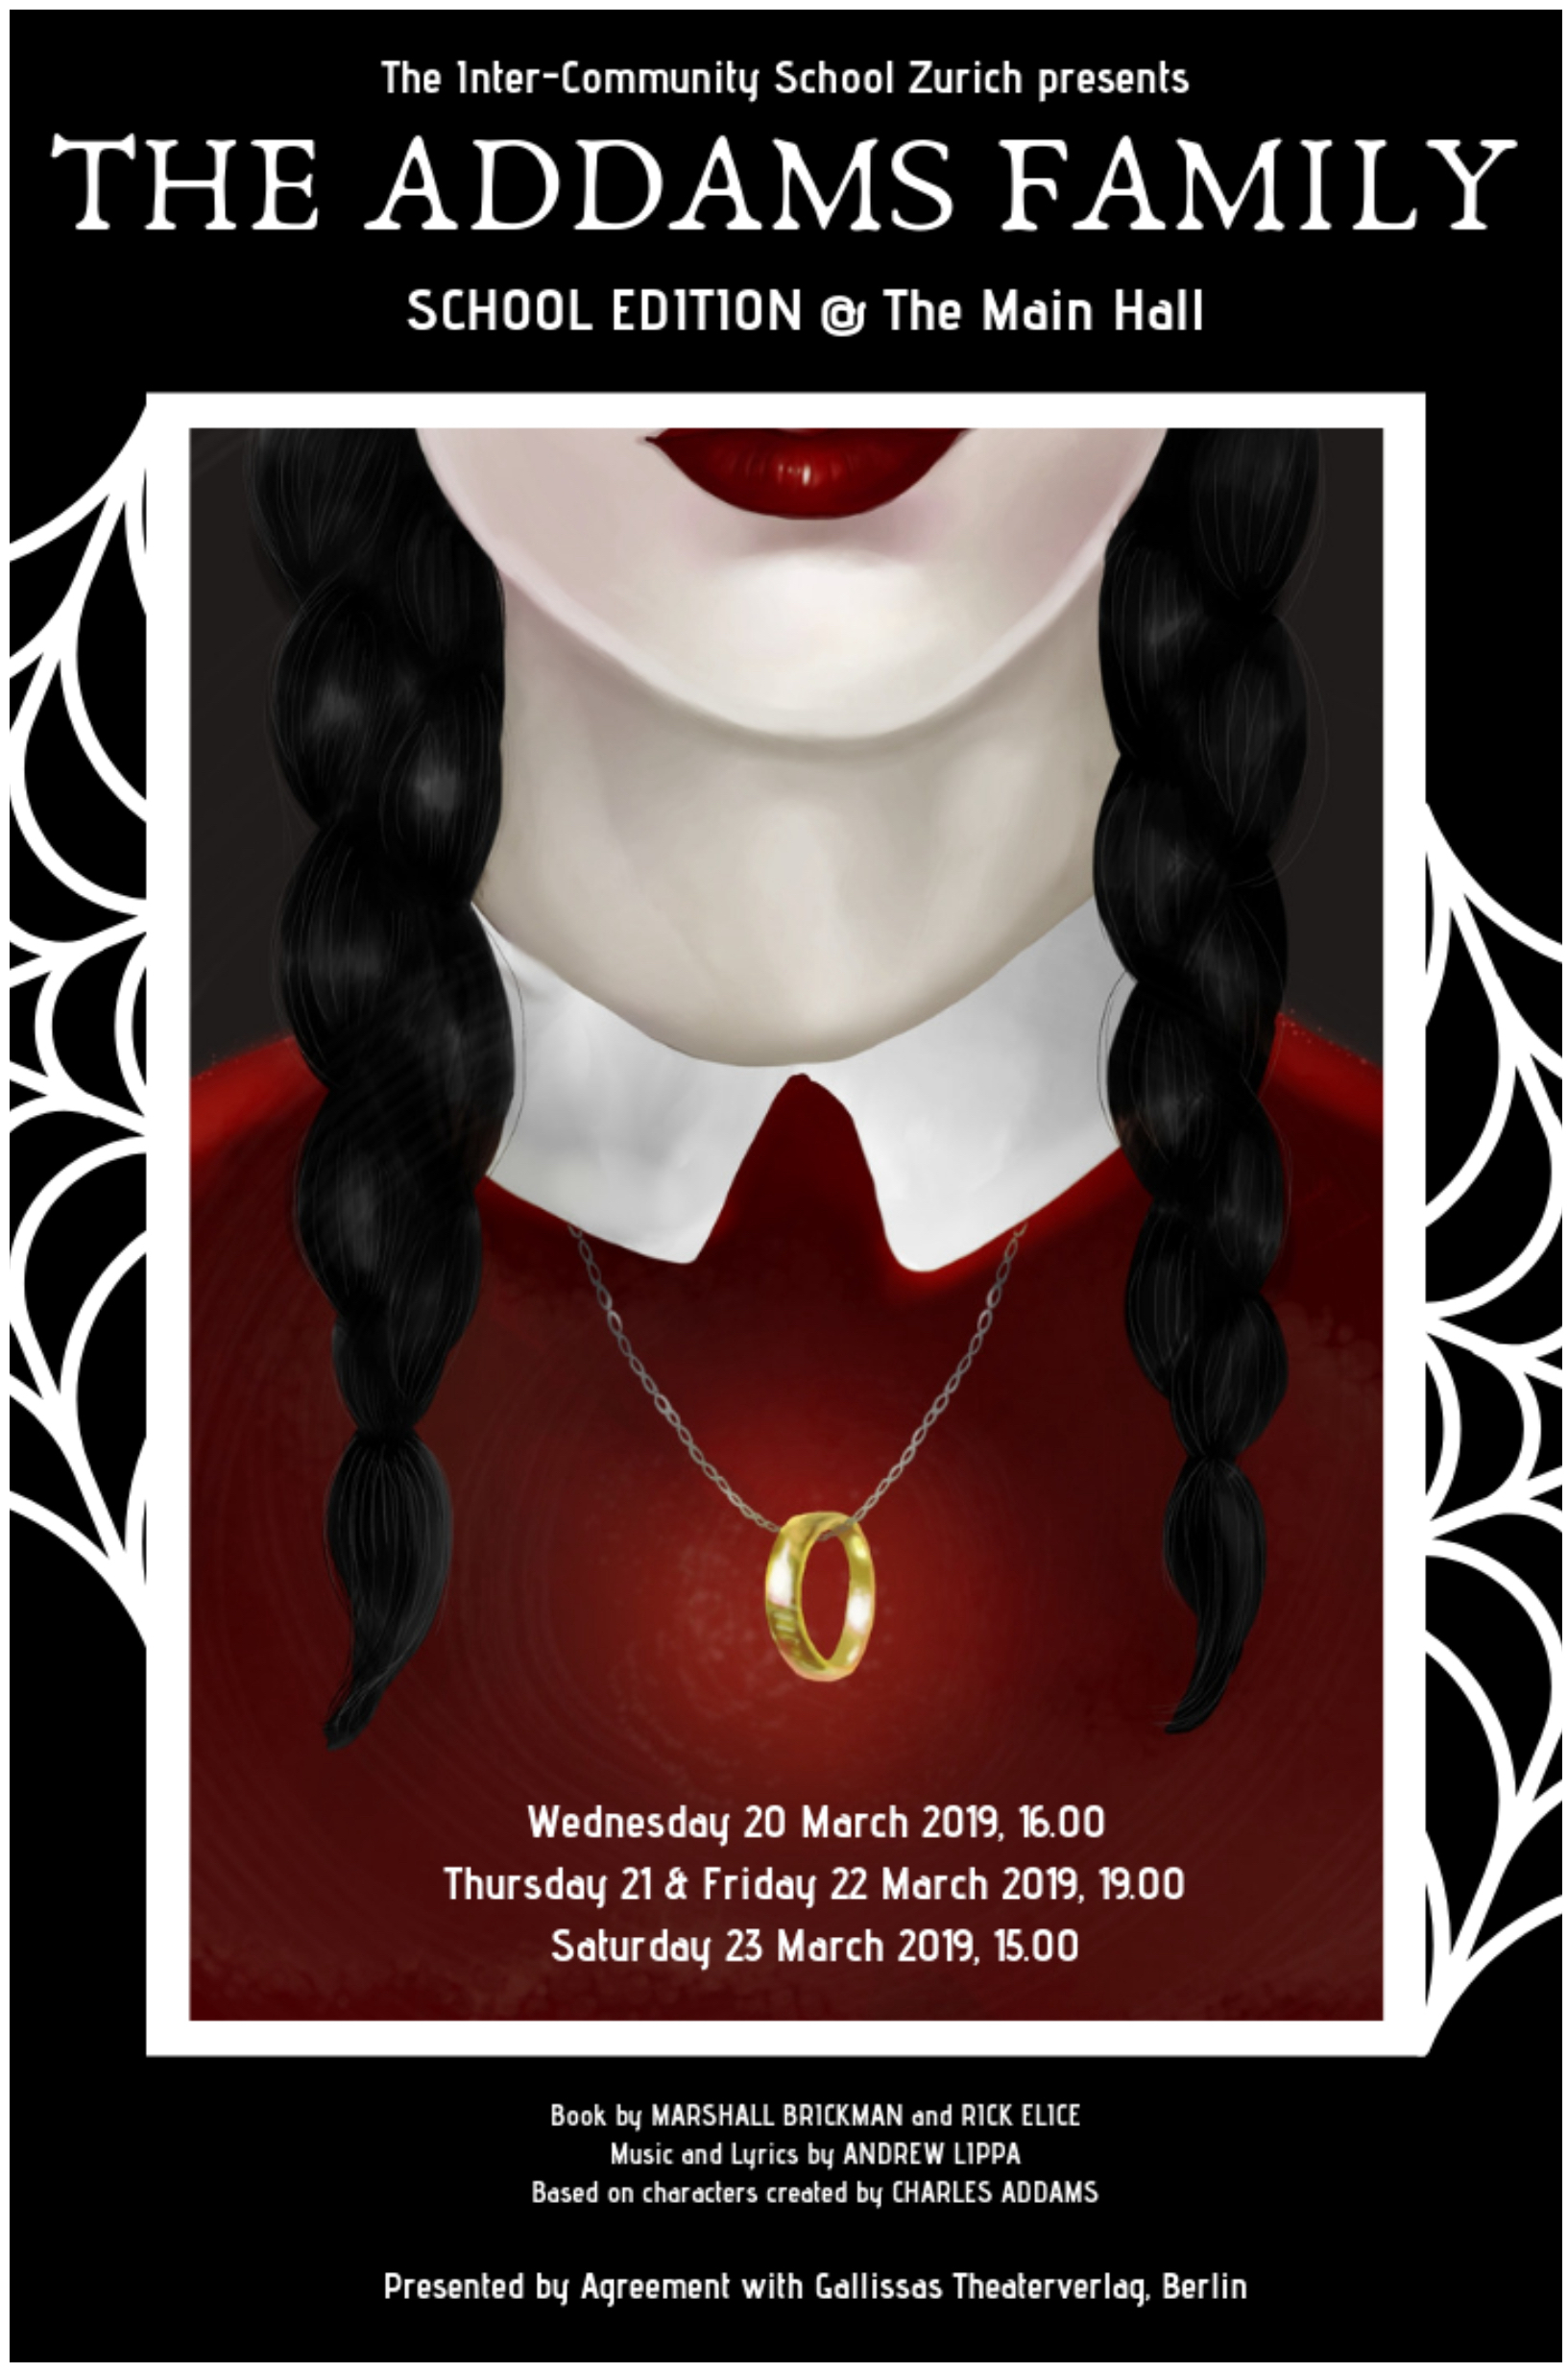 The Inter-Community School Zurich presents
THE ADDAMS FAMILY
SCHOOL EDITION @ The Main Hall
Wednesday 20 March 2019, 16.00
Thursday 21 & Friday 22 March 2019, 19.00
Saturday 23 March 2019, 15.00
Book by MARSHALL BRICKMAN and RICK ELICE
Music and Lyrics by ANDREW LIPPA
Based on characters created by CHARLES ADDAMS
Presented by Agreement with Gallissas Theaterverlag, Berlin